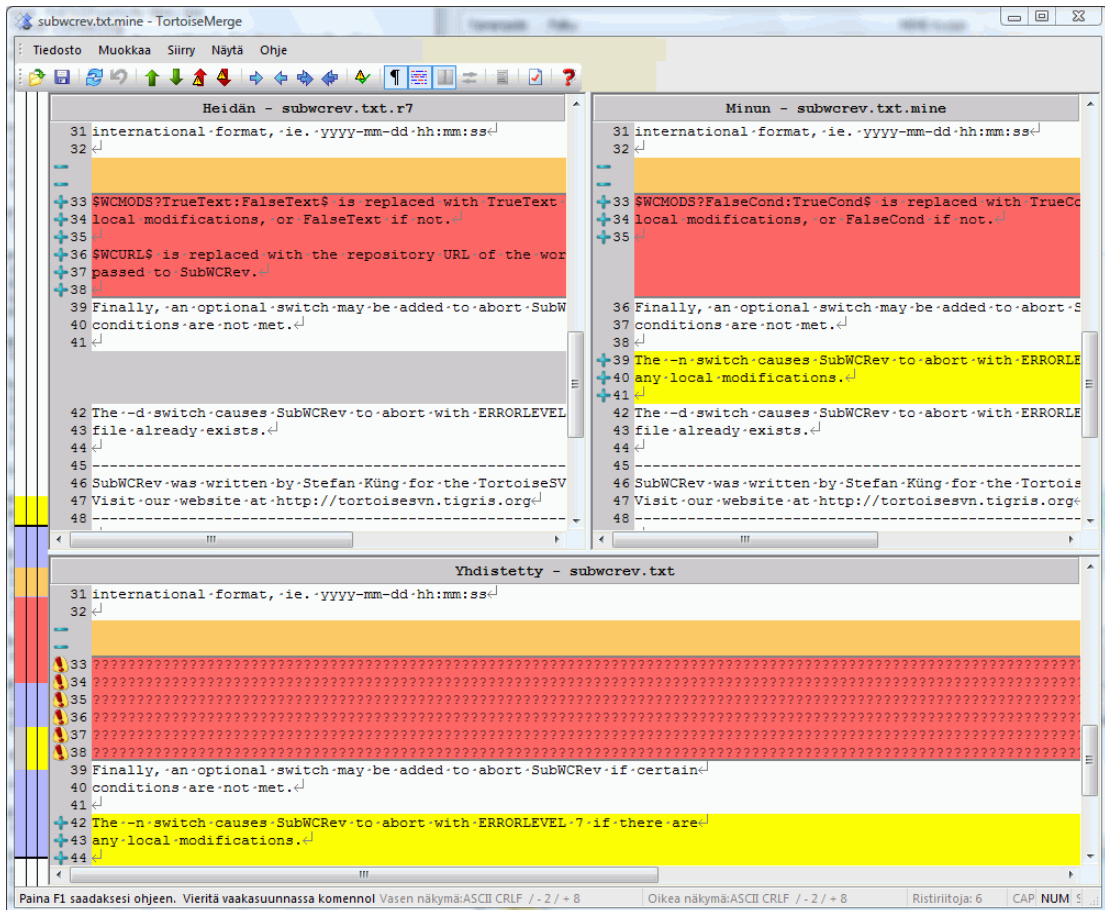 subwcrev.txt.mine - TortoiseMerge
Tiedosto Muokkaa Siirry Näytä Ohje
Heidän - subwcrev.txt.r7
31 international·format,·ie.·yyyy-mm-dd·hh:mm:ss
32
33 $WCMODS?TrueText:FalseText$·is·replaced·with·TrueText·
34 local·modifications,·or·FalseText·if·not.
35
36 $WCURL$·is·replaced·with·the·repository·URL·of·the·wor
37 passed·to·SubWCRev.
38
39 Finally,·an·optional·switch·may·be·added·to·abort·SubW
40 conditions·are·not·met.
41
42 The·-d·switch·causes·SubWCRev·to·abort·with·ERRORLEVEL
43 file·already·exists.
44
45 ------------------------------------------------------
46 SubWCRev·was·written·by·Stefan·Küng·for·the·TortoiseSV
47 Visit·our·website·at·http://tortoisesvn.tigris.org
48 ------------------------------------------------------
Minun - subwcrev.txt.mine
31 international·format,·ie.·yyyy-mm-dd·hh:mm:ss
32
33 $WCMODS?FalseCond:TrueCond$·is·replaced·with·TrueCo
34 local·modifications,·or·FalseCond·if·not.
35
36 Finally,·an·optional·switch·may·be·added·to·abort·S
37 conditions·are·not·met.
38
39 The·-n·switch·causes·SubWCRev·to·abort·with·ERRORLE
40 any·local·modifications.
41
42 The·-d·switch·causes·SubWCRev·to·abort·with·ERRORLE
43 file·already·exists.
44
45 ---------------------------------------------------
46 SubWCRev·was·written·by·Stefan·Küng·for·the·Tortois
47 Visit·our·website·at·http://tortoisesvn.tigris.org
48 ---------------------------------------------------
Yhdistetty - subwcrev.txt
31 international·format,·ie.·yyyy-mm-dd·hh:mm:ss
32
33 ????????????????????????????????????????????????????????????????????????????????????????????????????????????????
34 ????????????????????????????????????????????????????????????????????????????????????????????????????????????????
35 ????????????????????????????????????????????????????????????????????????????????????????????????????????????????
36 ????????????????????????????????????????????????????????????????????????????????????????????????????????????????
37 ????????????????????????????????????????????????????????????????????????????????????????????????????????????????
38 ????????????????????????????????????????????????????????????????????????????????????????????????????????????????
39 Finally,·an·optional·switch·may·be·added·to·abort·SubWCRev·if·certain
40 conditions·are·not·met.
41
42 The·-n·switch·causes·SubWCRev·to·abort·with·ERRORLEVEL·7·if·there·are
43 any·local·modifications.
44
Paina F1 saadaksesi ohjeen. Vieritä vaakasuunnassa komennol Vasen näkymä:ASCII CRLF / - 2 / + 8 Oikea näkymä:ASCII CRLF / - 2 / + 8 Ristiriitoja: 6 CAP NUM S